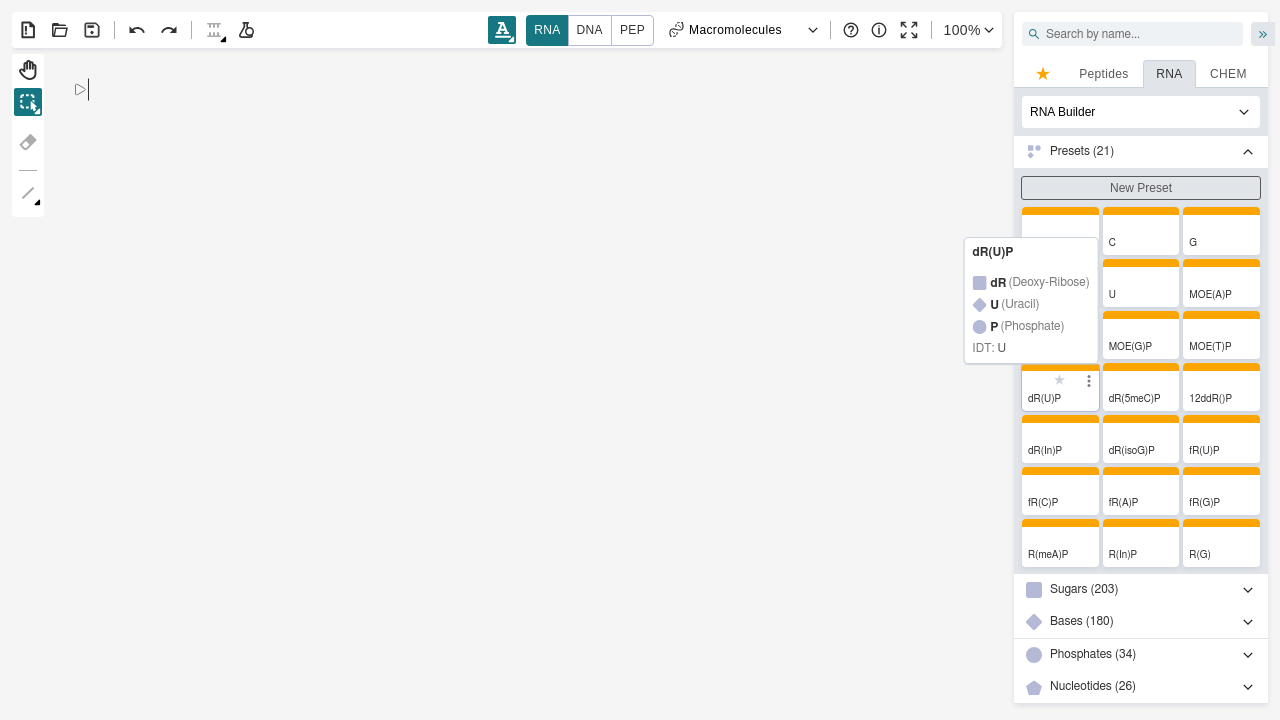 A
RNA
DNA
PEP
Macromolecules
100%
Search by name...
Peptides
RNA
CHEM
RNA Builder
Presets (21)
New Preset
C
G
dR(U)P
dR (Deoxy-Ribose)
U (Uracil)
P (Phosphate)
IDT: U
U
MOE(A)P
MOE(G)P
MOE(T)P
dR(U)P
dR(5meC)P
12ddR()P
dR(In)P
dR(isoG)P
fR(U)P
fR(C)P
fR(A)P
fR(G)P
R(meA)P
R(In)P
R(G)
Sugars (203)
Bases (180)
Phosphates (34)
Nucleotides (26)